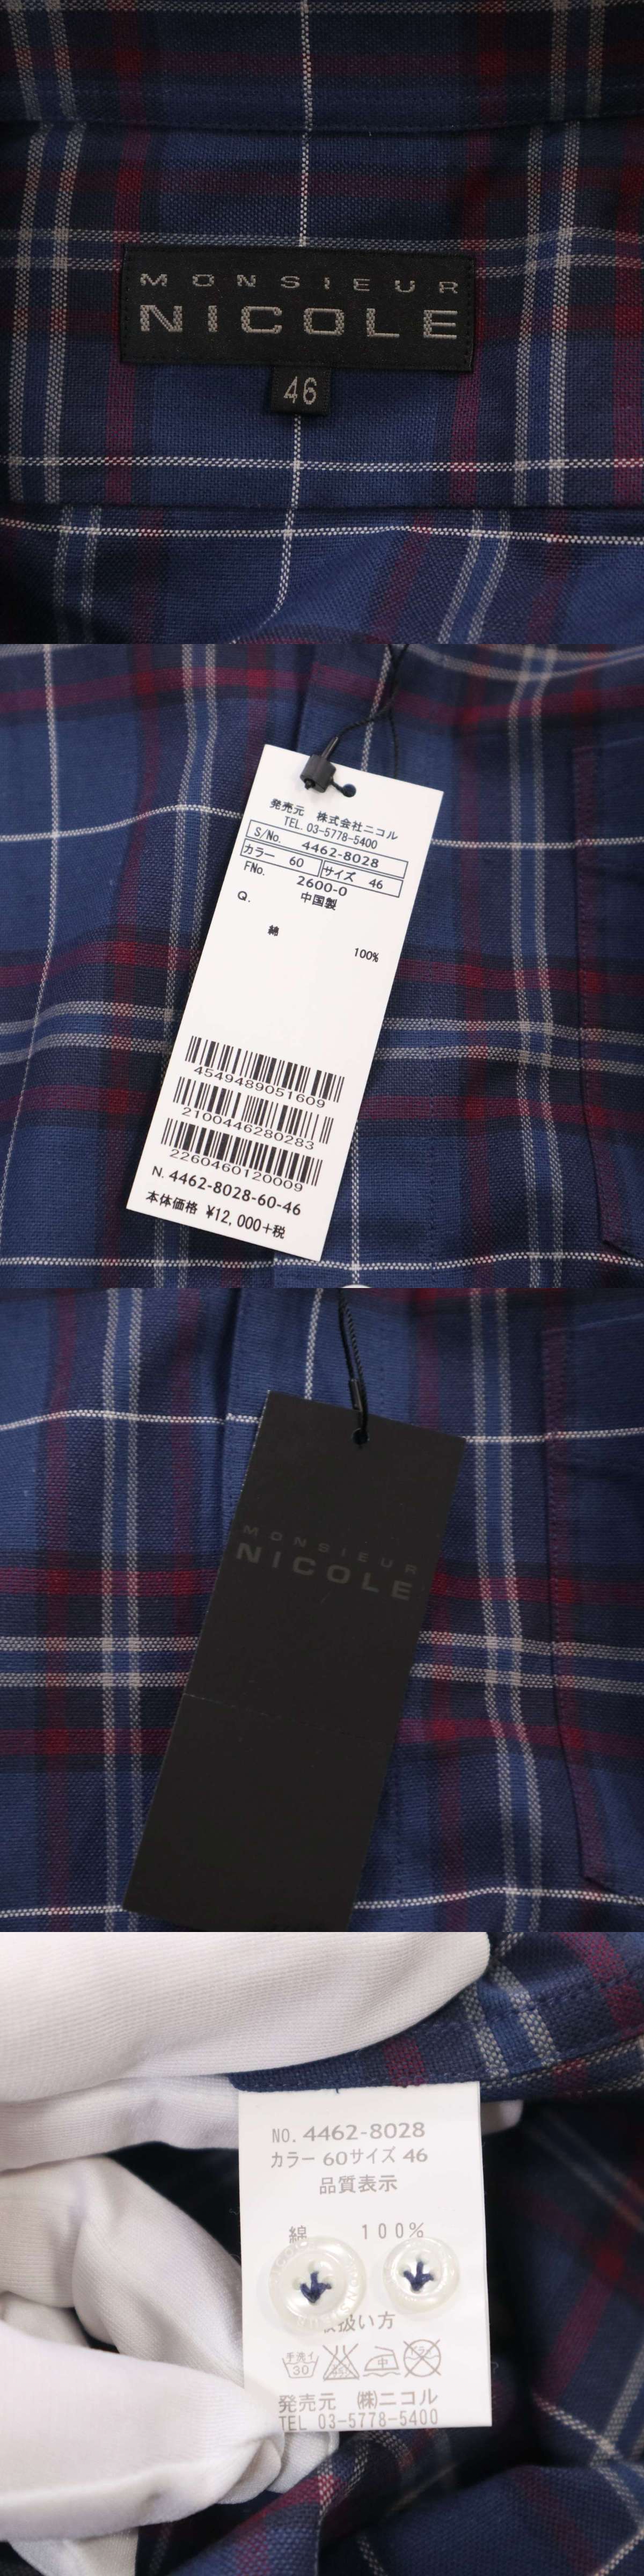 MONSIEUR
NICOLE
46
発売元 株式会社ニコル
TEL. 03-5778-5400
S/No. 4462-8028
カラー 60 サイズ 46
FNo. 2600-0
Q. 中国製
綿 100%
4549489051609
2100446280283
2260460120009
N. 4462-8028-60-46
本体価格 ¥12,000+税
MONSIEUR
NICOLE
NO. 4462-8028
カラー 60サイズ 46
品質表示
綿 100%
扱い方
手洗イ 30 中
発売元 ㈱ニコル
TEL 03-5778-5400